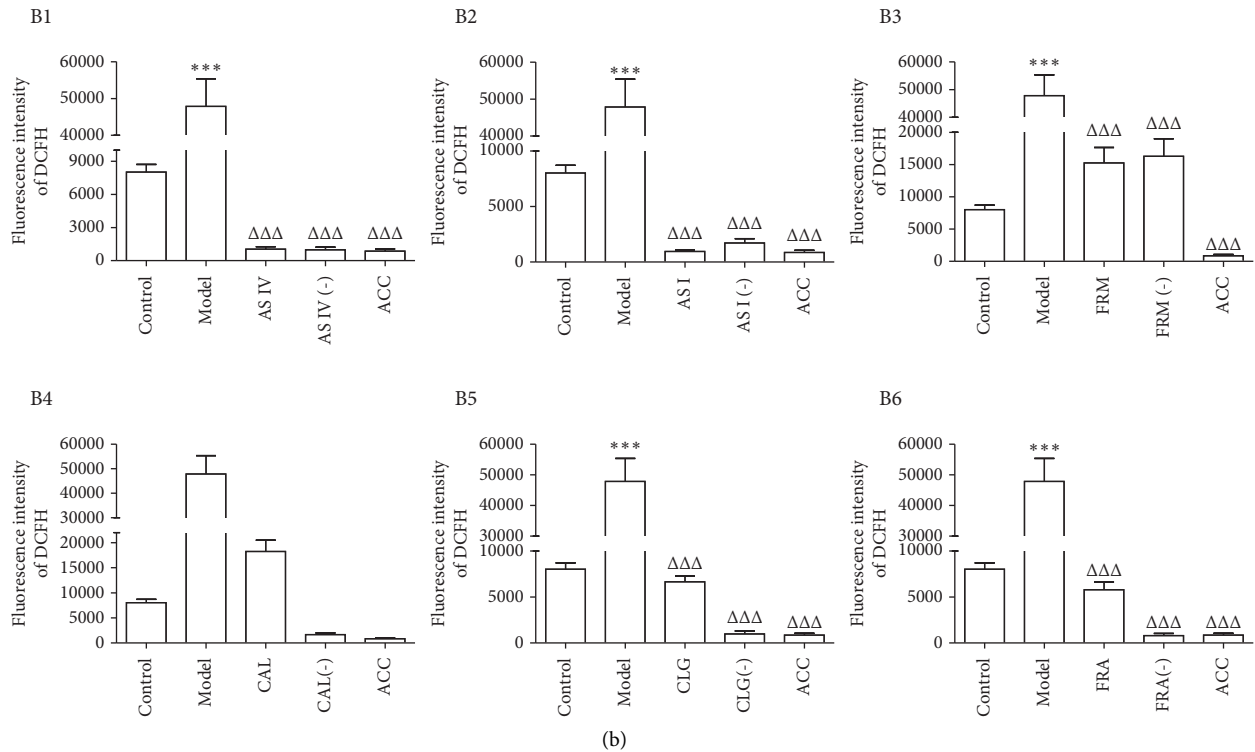 B1
Fluorescence intensity
of DCFH
60000
50000
40000
9000
6000
3000
0
***
ΔΔΔ
ΔΔΔ
ΔΔΔ
Control
Model
AS IV
AS IV (-)
ACC
B2
Fluorescence intensity
of DCFH
60000
50000
40000
10000
5000
0
***
ΔΔΔ
ΔΔΔ
ΔΔΔ
Control
Model
AS I
AS I (-)
ACC
B3
Fluorescence intensity
of DCFH
60000
50000
40000
20000
15000
10000
5000
0
***
ΔΔΔ
ΔΔΔ
ΔΔΔ
Control
Model
FRM
FRM (-)
ACC
B4
Fluorescence intensity
of DCFH
60000
50000
40000
30000
20000
15000
10000
5000
0
Control
Model
CAL
CAL(-)
ACC
B5
Fluorescence intensity
of DCFH
60000
50000
40000
30000
10000
5000
0
***
ΔΔΔ
ΔΔΔ
ΔΔΔ
Control
Model
CLG
CLG(-)
ACC
B6
Fluorescence intensity
of DCFH
60000
50000
40000
30000
10000
5000
0
***
ΔΔΔ
ΔΔΔ
ΔΔΔ
Control
Model
FRA
FRA(-)
ACC
(b)